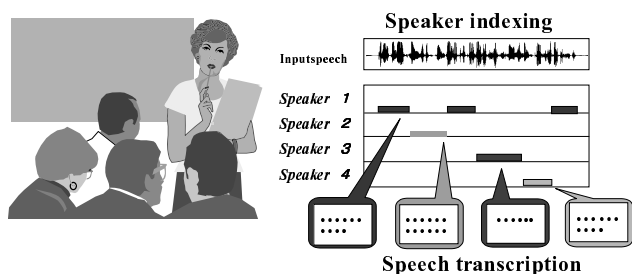 Speaker indexing
Inputspeech
Speaker 1
Speaker 2
Speaker 3
Speaker 4
Speech transcription